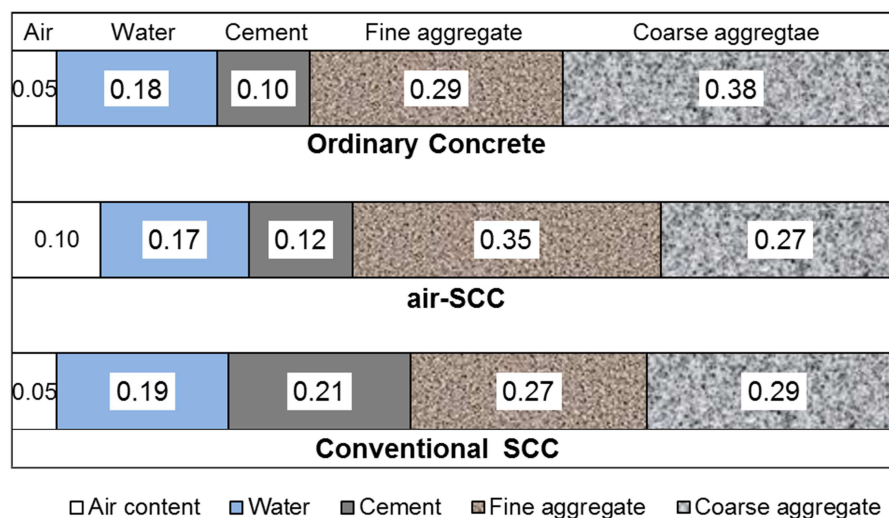 Air Water Cement Fine aggregate Coarse aggregtae
0.05 0.18 0.10 0.29 0.38
Ordinary Concrete
0.10 0.17 0.12 0.35 0.27
air-SCC
0.05 0.19 0.21 0.27 0.29
Conventional SCC
Air content Water Cement Fine aggregate Coarse aggregate